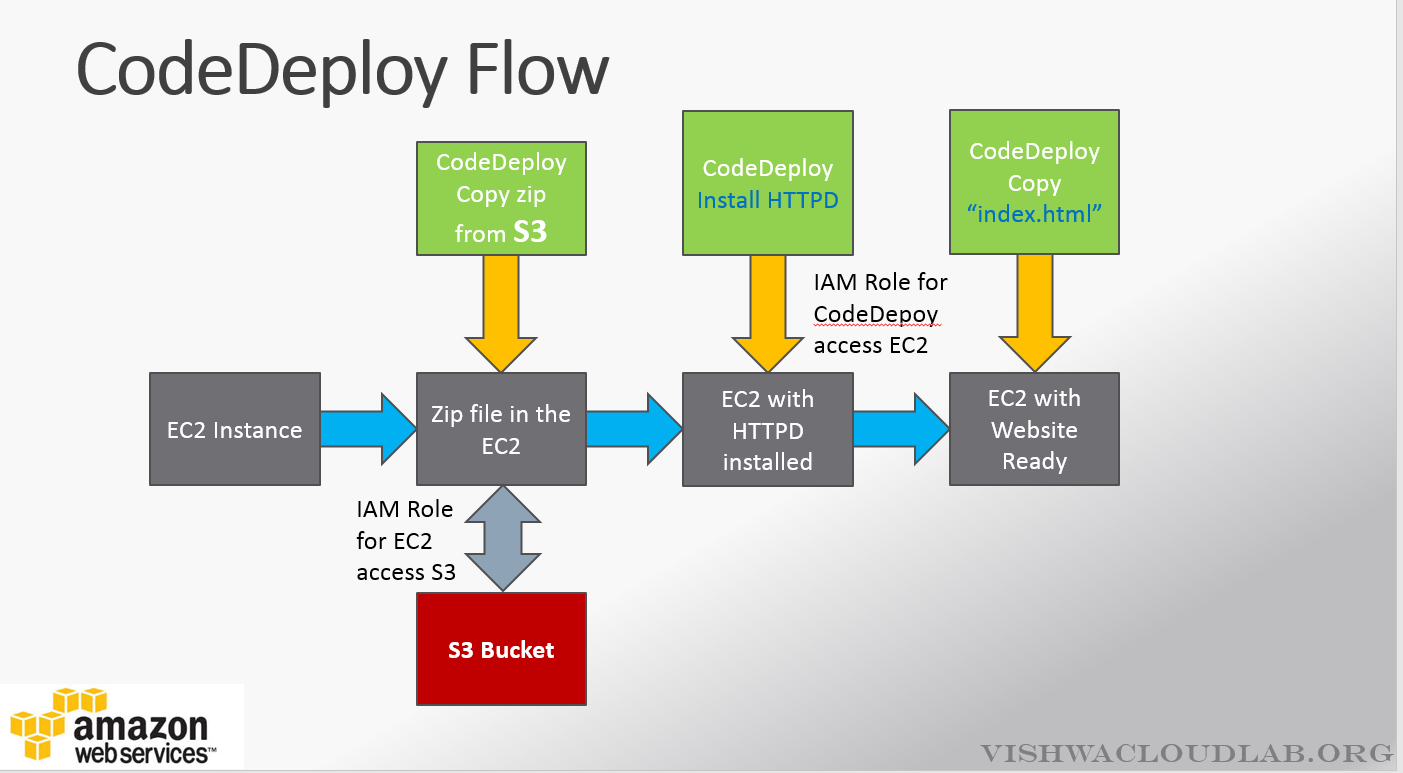 CodeDeploy Flow
CodeDeploy
Copy zip
from S3
CodeDeploy
Install HTTPD
CodeDeploy
Copy
“index.html”
IAM Role for
CodeDepoy
access EC2
EC2 Instance
Zip file in the
EC2
EC2 with
HTTPD
installed
EC2 with
Website
Ready
IAM Role
for EC2
access S3
S3 Bucket
amazon
web services™
VISHWACLOUDLAB.ORG